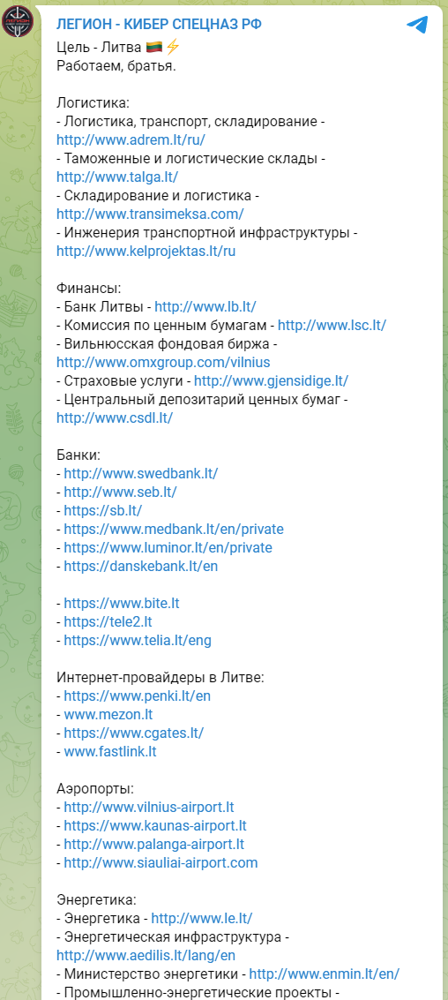 ЛЕГИОН - КИБЕР СПЕЦНАЗ РФ
Цель - Литва 🇱🇹⚡
Работаем, братья.
Логистика:
- Логистика, транспорт, складирование -
http://www.adrem.lt/ru/
- Таможенные и логистические склады -
http://www.talga.lt/
- Складирование и логистика -
http://www.transimeksa.com/
- Инженерия транспортной инфраструктуры -
http://www.kelprojektas.lt/ru
Финансы:
- Банк Литвы - http://www.lb.lt/
- Комиссия по ценным бумагам - http://www.lsc.lt/
- Вильнюсская фондовая биржа -
http://www.omxgroup.com/vilnius
- Страховые услуги - http://www.gjensidige.lt/
- Центральный депозитарий ценных бумаг -
http://www.csdl.lt/
Банки:
- http://www.swedbank.lt/
- http://www.seb.lt/
- https://sb.lt/
- https://www.medbank.lt/en/private
- https://www.luminor.lt/en/private
- https://danskebank.lt/en
- https://www.bite.lt
- https://tele2.lt
- https://www.telia.lt/eng
Интернет-провайдеры в Литве:
- https://www.penki.lt/en
- www.mezon.lt
- https://www.cgates.lt/
- www.fastlink.lt
Аэропорты:
- http://www.vilnius-airport.lt
- https://www.kaunas-airport.lt
- http://www.palanga-airport.lt
- http://www.siauliai-airport.com
Энергетика:
- Энергетика - http://www.le.lt/
- Энергетическая инфраструктура -
http://www.aedilis.lt/lang/en
- Министерство энергетики - http://www.enmin.lt/en/
- Промышленно-энергетические проекты -